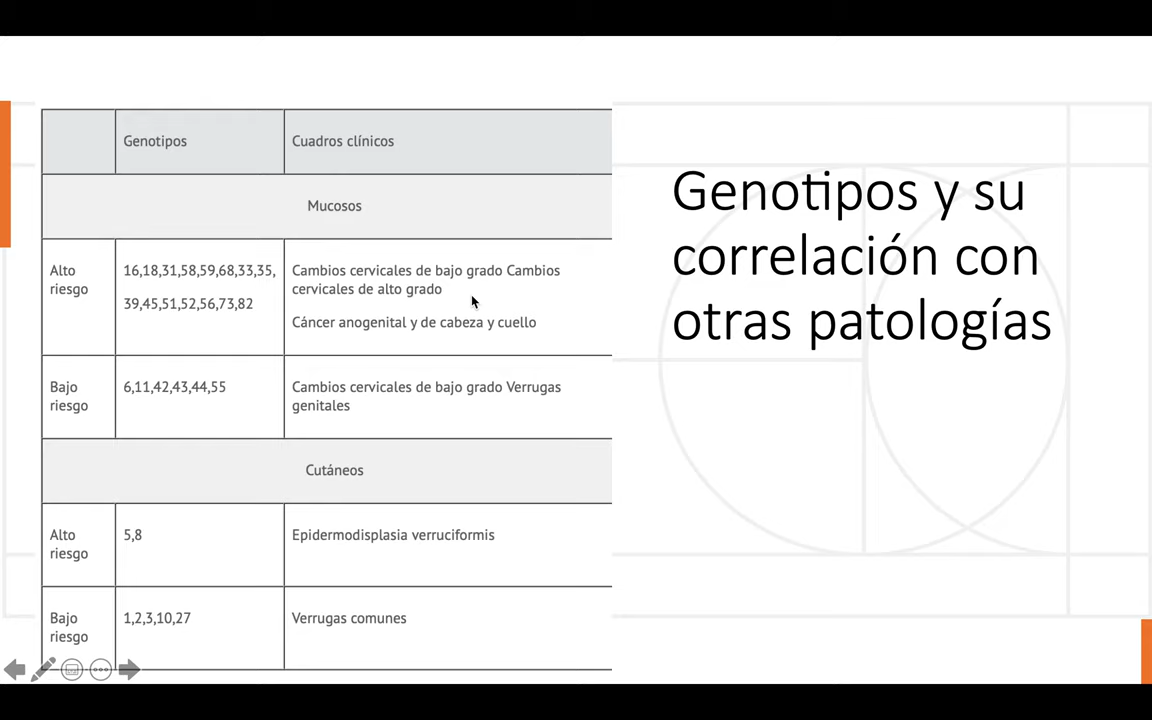 Genotipos
Cuadros clínicos
Mucosos
Alto
riesgo
16,18,31,58,59,68,33,35,
39,45,51,52,56,73,82
Cambios cervicales de bajo grado Cambios
cervicales de alto grado
Cáncer anogenital y de cabeza y cuello
Bajo
riesgo
6,11,42,43,44,55
Cambios cervicales de bajo grado Verrugas
genitales
Cutáneos
Alto
riesgo
5,8
Epidermodisplasia verruciformis
Bajo
riesgo
1,2,3,10,27
Verrugas comunes
Genotipos y su
correlación con
otras patologías